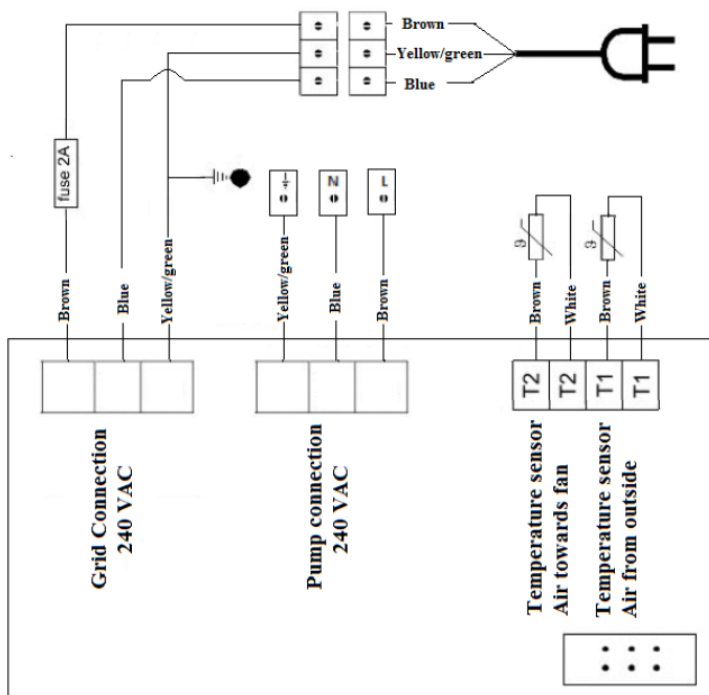 Brown
Yellow/green
Blue
fuse 2A
N
L
Brown
Blue
Yellow/green
Yellow/green
Blue
Brown
Brown
White
Brown
White
ϑ
ϑ
T2
T2
T1
T1
Grid Connection
240 VAC
Pump connection
240 VAC
Temperature sensor
Air towards fan
Temperature sensor
Air from outside